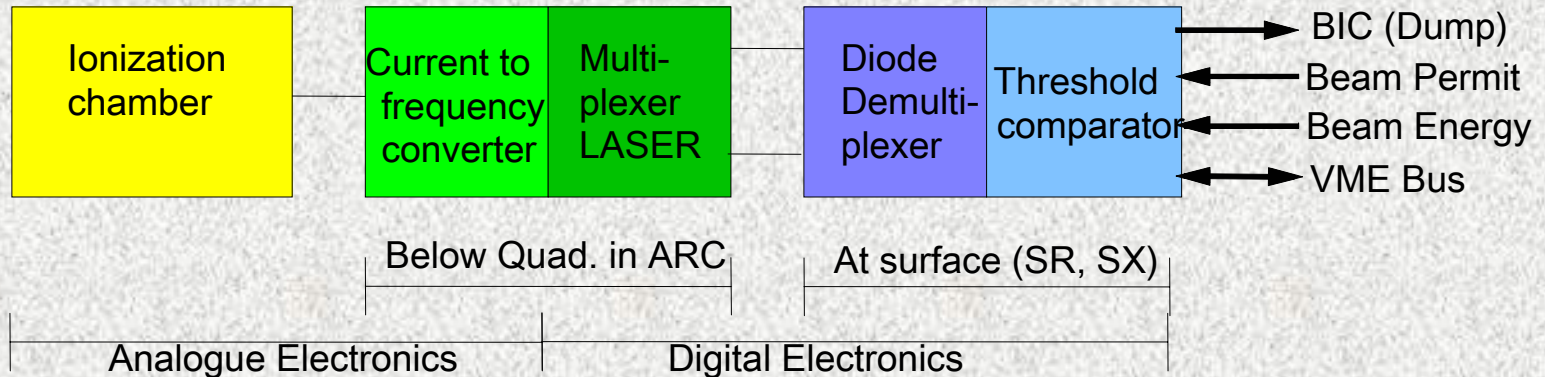 Ionization
chamber
Current to
frequency
converter
Multi-
plexer
LASER
Diode
Demulti-
plexer
Threshold
comparator
BIC (Dump)
Beam Permit
Beam Energy
VME Bus
Below Quad. in ARC
At surface (SR, SX)
Analogue Electronics
Digital Electronics